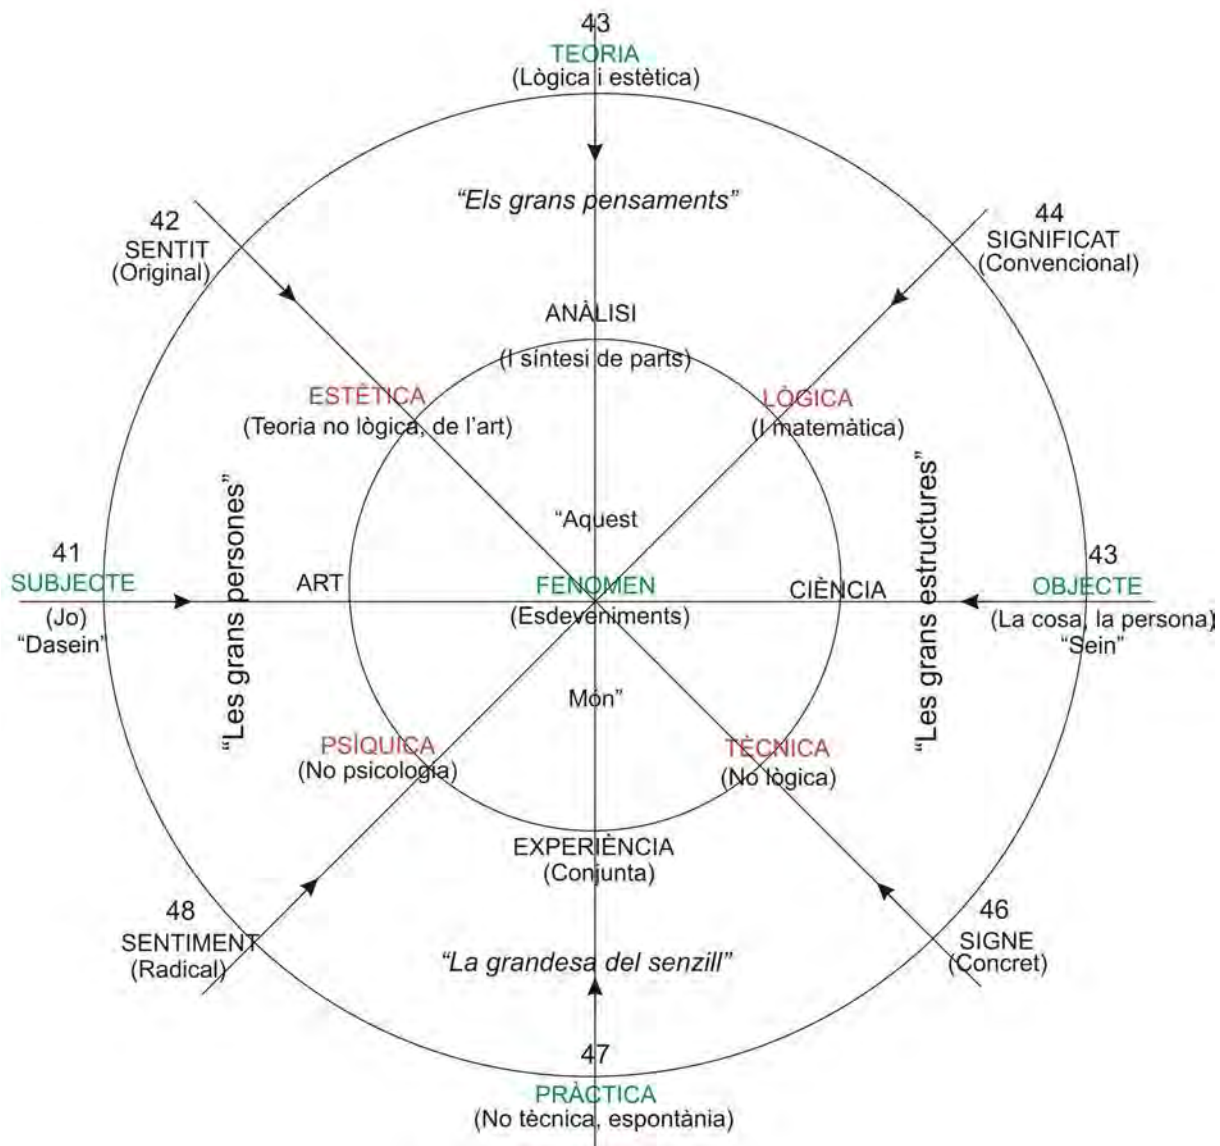 43
TEORIA
(Lògica i estètica)
“Els grans pensaments”
42
SENTIT
(Original)
44
SIGNIFICAT
(Convencional)
ANÀLISI
(I síntesi de parts)
ESTÈTICA
(Teoria no lògica, de l’art)
LÒGICA
(I matemàtica)
“Les grans persones”
“Les grans estructures”
“Aquest
41
SUBJECTE
(Jo)
“Dasein”
ART
FENOMEN
(Esdeveniments)
CIÈNCIA
43
OBJECTE
(La cosa, la persona)
“Sein”
Món”
PSÍQUICA
(No psicologia)
TÈCNICA
(No lògica)
EXPERIÈNCIA
(Conjunta)
48
SENTIMENT
(Radical)
46
SIGNE
(Concret)
“La grandesa del senzill”
47
PRÀCTICA
(No tècnica, espontània)